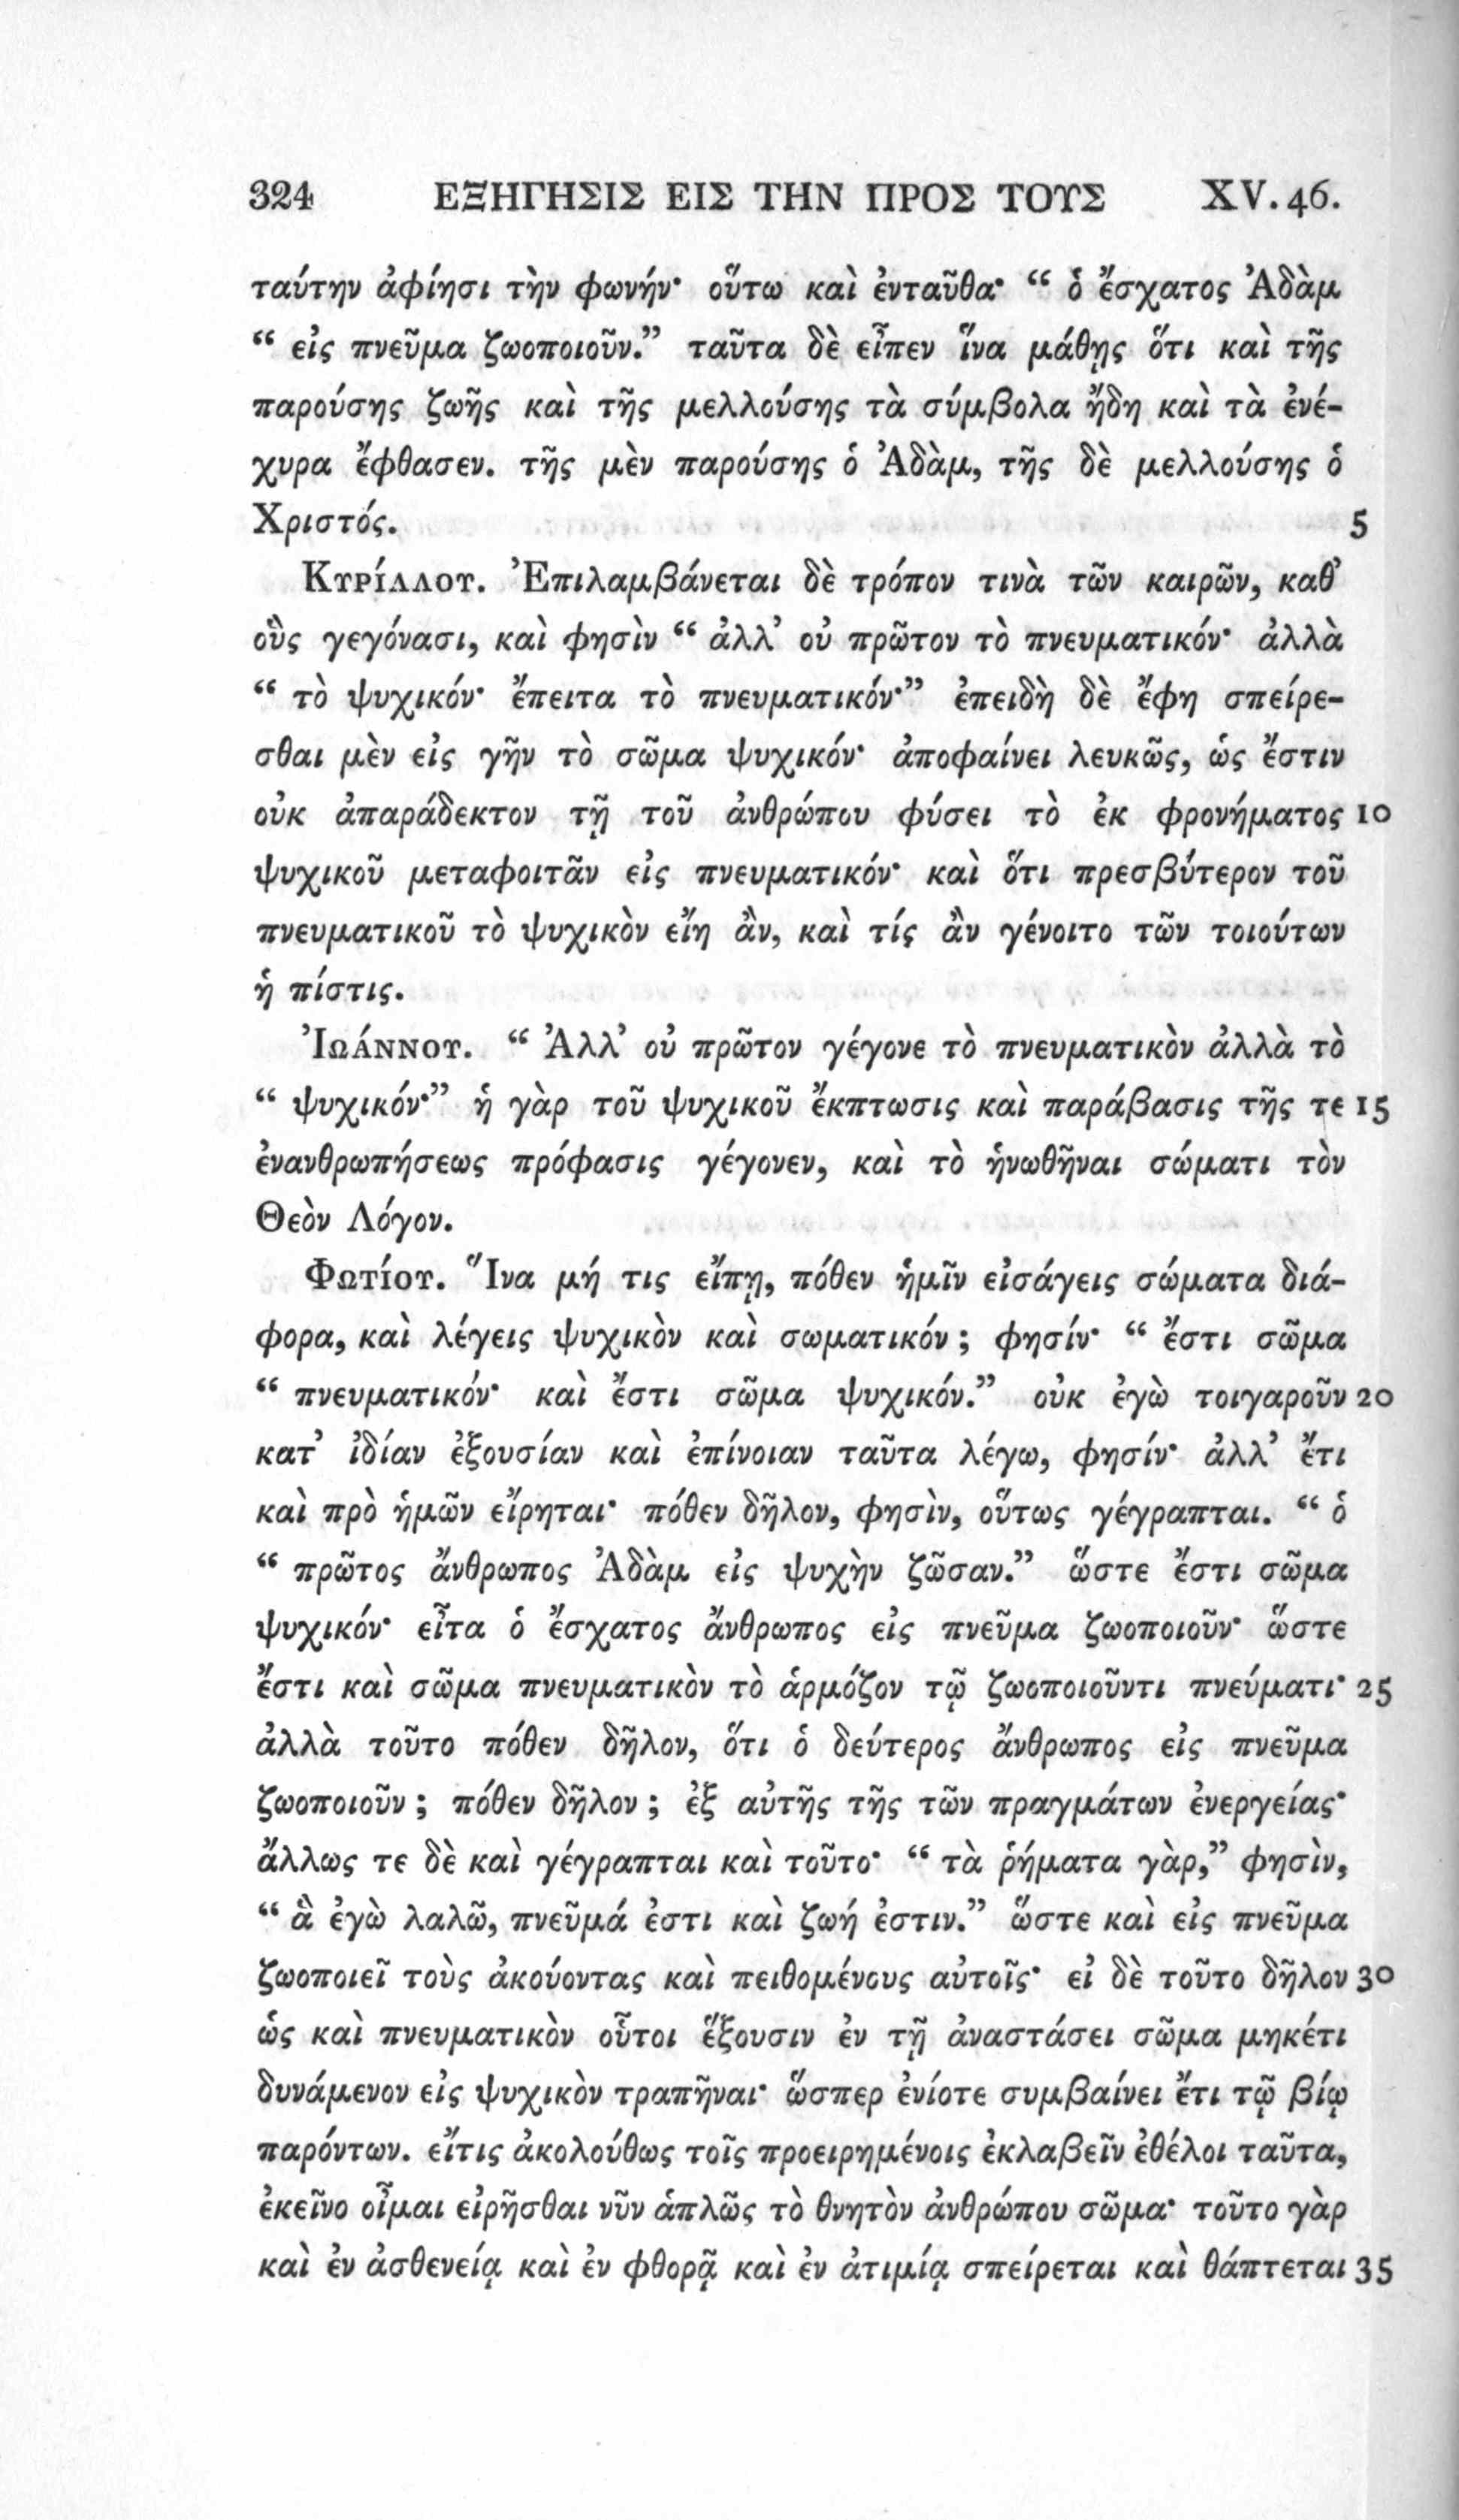 324 ΕΞΗΓΗΣΙΣ ΕΙΣ ΤΗΝ ΠΡΟΣ ΤΟΥΣ XV. 46.
ταύτην ἀφίησι τὴν φωνήν· οὕτω καὶ ἐνταῦθα· “ ὁ ἔσχατος Ἀδὰμ
“ εἰς πνεῦμα ζωοποιοῦν.” ταῦτα δὲ εἶπεν ἵνα μάθῃς ὅτι καὶ τῆς
παρούσης ζωῆς καὶ τῆς μελλούσης τὰ σύμβολα ἤδη καὶ τὰ ἐνέ-
χυρα ἔφθασεν. τῆς μὲν παρούσης ὁ Ἀδὰμ, τῆς δὲ μελλούσης ὁ
Χριστός. 5
Κυρίλλου. Ἐπιλαμβάνεται δὲ τρόπον τινὰ τῶν καιρῶν, καθ’
οὓς γεγόνασι, καὶ φησὶν “ ἀλλ’ οὐ πρῶτον τὸ πνευματικόν· ἀλλὰ
“ τὸ ψυχικόν· ἔπειτα τὸ πνευματικόν·” ἐπειδὴ δὲ ἔφη σπείρε-
σθαι μὲν εἰς γῆν τὸ σῶμα ψυχικόν· ἀποφαίνει λευκῶς, ὡς ἔστιν
οὐκ ἀπαράδεκτον τῇ τοῦ ἀνθρώπου φύσει τὸ ἐκ φρονήματος 10
ψυχικοῦ μεταφοιτᾶν εἰς πνευματικόν· καὶ ὅτι πρεσβύτερον τοῦ
πνευματικοῦ τὸ ψυχικὸν εἴη ἂν, καὶ τίς ἂν γένοιτο τῶν τοιούτων
ἡ πίστις.
Ἰωάννου. “ Ἀλλ’ οὐ πρῶτον γέγονε τὸ πνευματικὸν ἀλλὰ τὸ
“ ψυχικόν·” ἡ γὰρ τοῦ ψυχικοῦ ἔκπτωσις καὶ παράβασις τῆς τε 15
ἐνανθρωπήσεως πρόφασις γέγονεν, καὶ τὸ ἡνωθῆναι σώματι τὸν
Θεὸν Λόγον.
Φωτίου. Ἵνα μή τις εἴπῃ, πόθεν ἡμῖν εἰσάγεις σώματα διά-
φορα, καὶ λέγεις ψυχικὸν καὶ σωματικόν ; φησίν· “ ἔστι σῶμα
“ πνευματικόν· καὶ ἔστι σῶμα ψυχικόν.” οὐκ ἐγὼ τοιγαροῦν 20
κατ’ ἰδίαν ἐξουσίαν καὶ ἐπίνοιαν ταῦτα λέγω, φησίν· ἀλλ’ ἔτι
καὶ πρὸ ἡμῶν εἴρηται· πόθεν δῆλον, φησὶν, οὕτως γέγραπται. “ ὁ
“ πρῶτος ἄνθρωπος Ἀδὰμ εἰς ψυχὴν ζῶσαν.” ὥστε ἔστι σῶμα
ψυχικόν· εἶτα ὁ ἔσχατος ἄνθρωπος εἰς πνεῦμα ζωοποιοῦν· ὥστε
ἔστι καὶ σῶμα πνευματικὸν τὸ ἁρμόζον τῷ ζωοποιοῦντι πνεύματι· 25
ἀλλὰ τοῦτο πόθεν δῆλον, ὅτι ὁ δεύτερος ἄνθρωπος εἰς πνεῦμα
ζωοποιοῦν ; πόθεν δῆλον ; ἐξ αὐτῆς τῆς τῶν πραγμάτων ἐνεργείας·
ἄλλως τε δὲ καὶ γέγραπται καὶ τοῦτο· “ τὰ ῥήματα γὰρ,” φησὶν,
“ ἃ ἐγὼ λαλῶ, πνεῦμά ἐστι καὶ ζωή ἐστιν.” ὥστε καὶ εἰς πνεῦμα
ζωοποιεῖ τοὺς ἀκούοντας καὶ πειθομένους αὐτοῖς· εἰ δὲ τοῦτο δῆλον 30
ὡς καὶ πνευματικὸν οὗτοι ἕξουσιν ἐν τῇ ἀναστάσει σῶμα μηκέτι
δυνάμενον εἰς ψυχικὸν τραπῆναι· ὥσπερ ἐνίοτε συμβαίνει ἔτι τῷ βίῳ
παρόντων. εἴτις ἀκολούθως τοῖς προειρημένοις ἐκλαβεῖν ἐθέλοι ταῦτα,
ἐκεῖνο οἶμαι εἰρῆσθαι νῦν ἁπλῶς τὸ θνητὸν ἀνθρώπου σῶμα· τοῦτο γὰρ
καὶ ἐν ἀσθενείᾳ καὶ ἐν φθορᾷ καὶ ἐν ἀτιμίᾳ σπείρεται καὶ θάπτεται 35